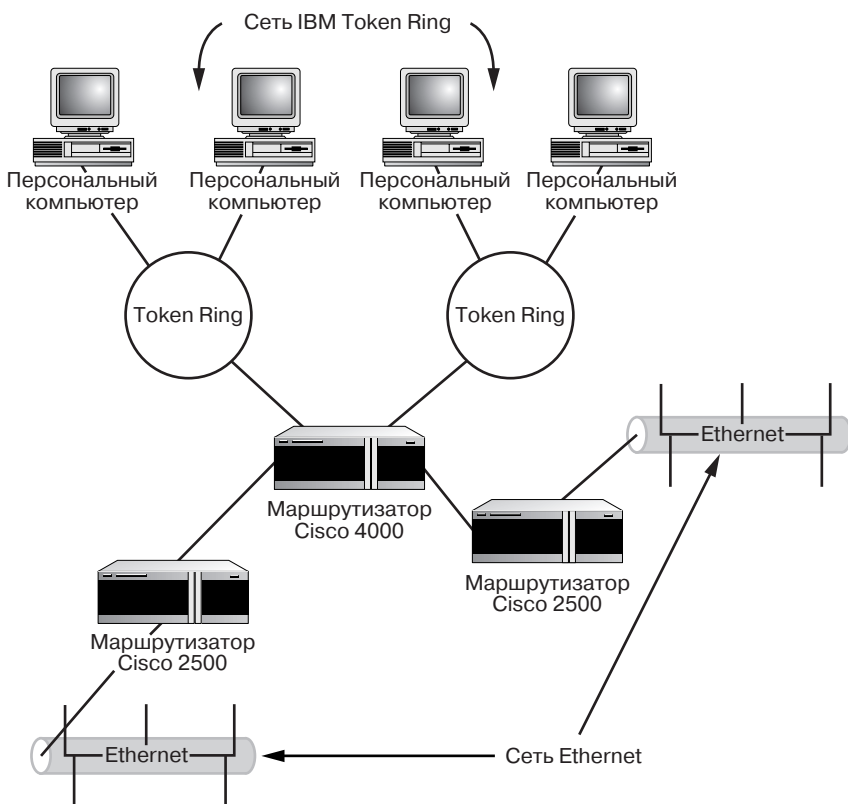 Сеть IBM Token Ring
Персональный
компьютер
Персональный
компьютер
Персональный
компьютер
Персональный
компьютер
Token Ring
Token Ring
Ethernet
Маршрутизатор
Cisco 4000
Маршрутизатор
Cisco 2500
Маршрутизатор
Cisco 2500
Ethernet
Сеть Ethernet